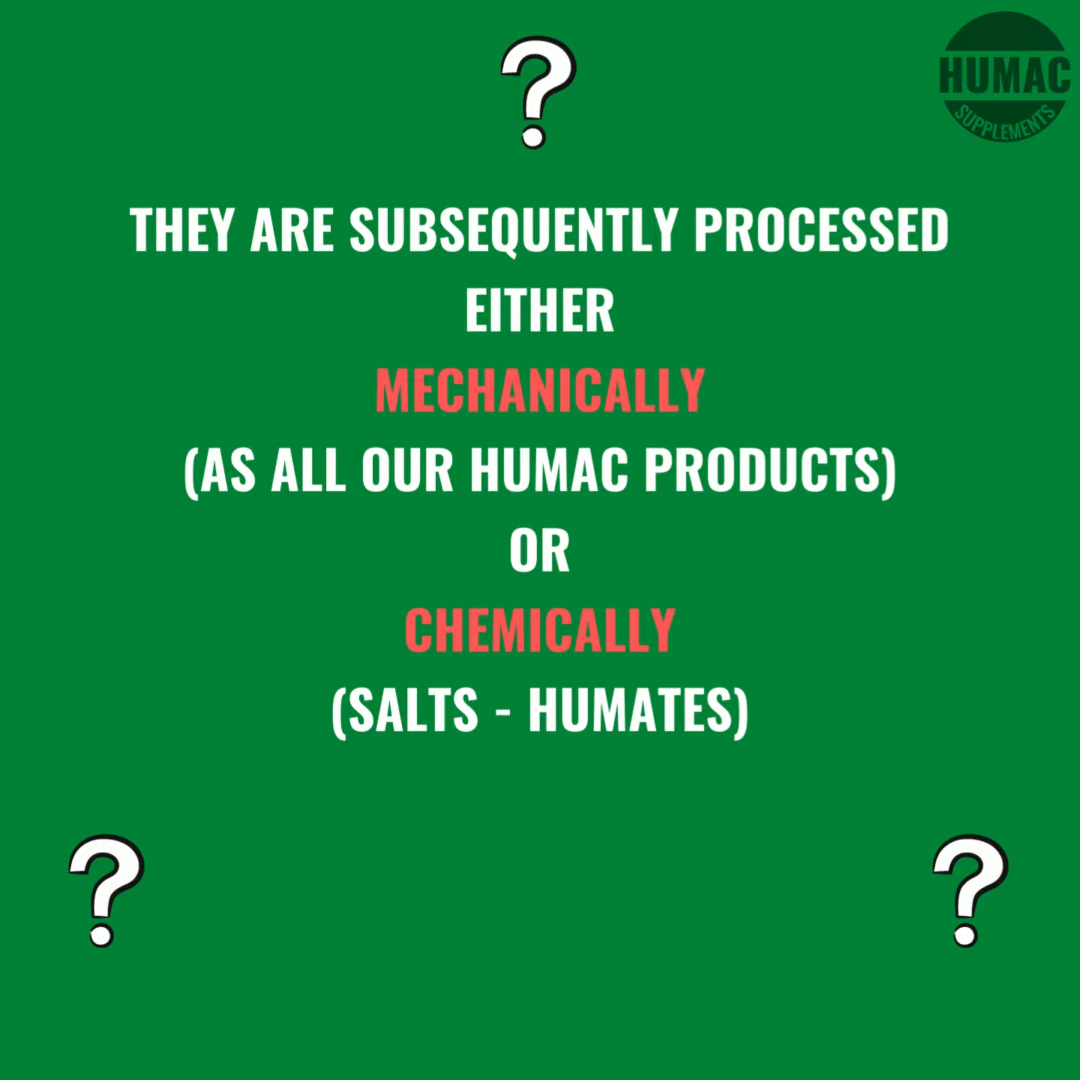 ?
HUMAC
SUPPLEMENTS
THEY ARE SUBSEQUENTLY PROCESSED
EITHER
MECHANICALLY
(AS ALL OUR HUMAC PRODUCTS)
OR
CHEMICALLY
(SALTS - HUMATES)
? ?